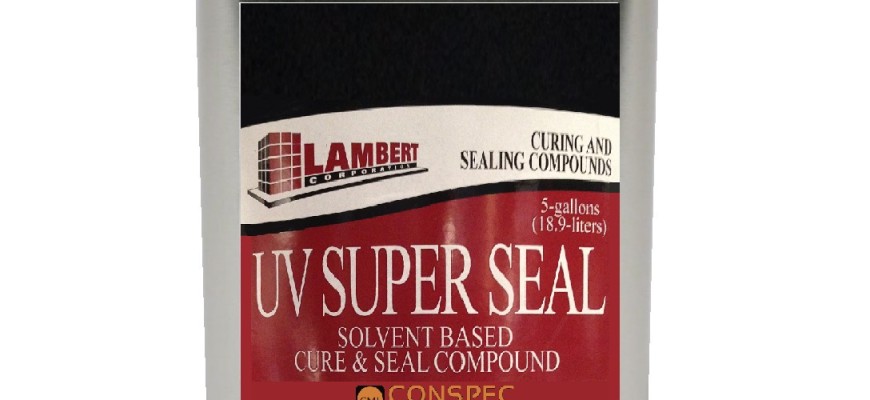 LAMBERT
CORPORATION
CURING AND
SEALING COMPOUNDS
5-gallons
(18.9-liters)
UV SUPER SEAL
SOLVENT BASED
CURE & SEAL COMPOUND
CONSPEC